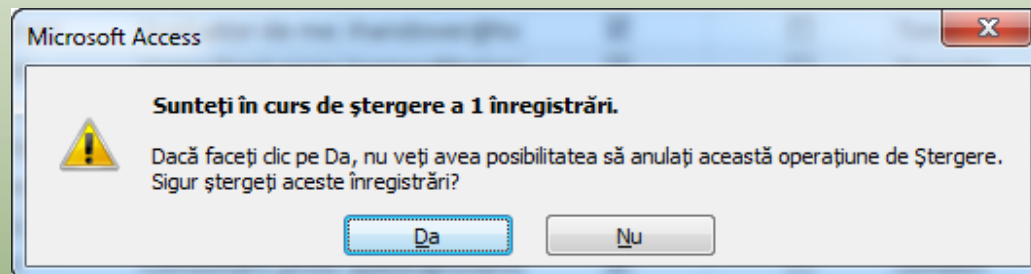 Microsoft Access
Sunteţi în curs de ştergere a 1 înregistrări.
Dacă faceţi clic pe Da, nu veţi avea posibilitatea să anulaţi această operaţiune de Ştergere.
Sigur ştergeţi aceste înregistrări?
Da
Nu